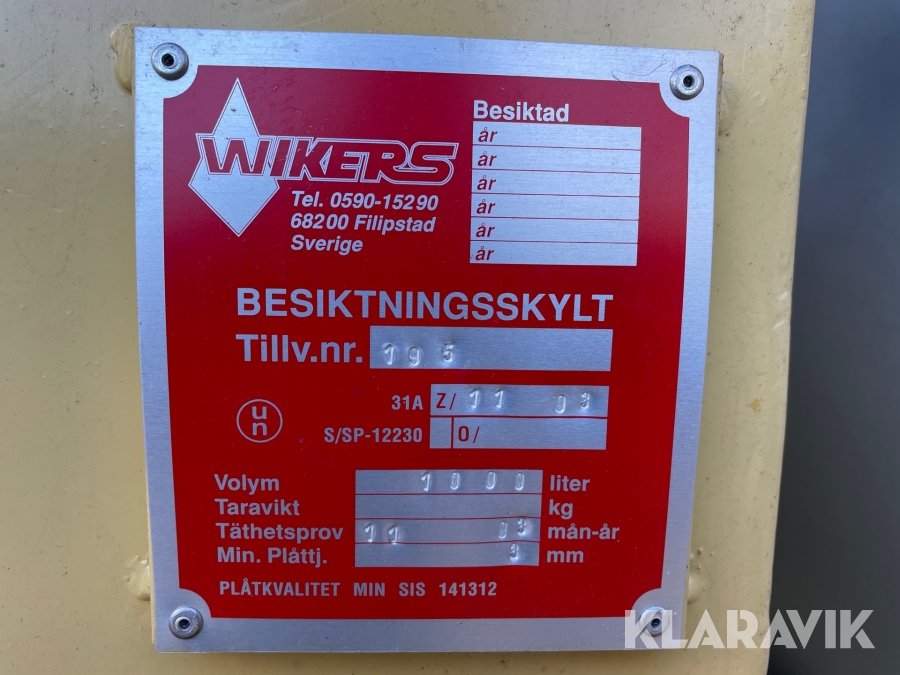 WIKERS
Tel. 0590-15290
68200 Filipstad
Sverige
Besiktad
år
år
år
år
år
år
BESIKTNINGSSKYLT
Tillv.nr. 195
un
31A Z/ 11 03
S/SP-12230 0/
Volym 1000 liter
Taravikt kg
Täthetsprov 11 03 mån-år
Min. Plåttj. 3 mm
PLÅTKVALITET MIN SIS 141312
KLARAVIK